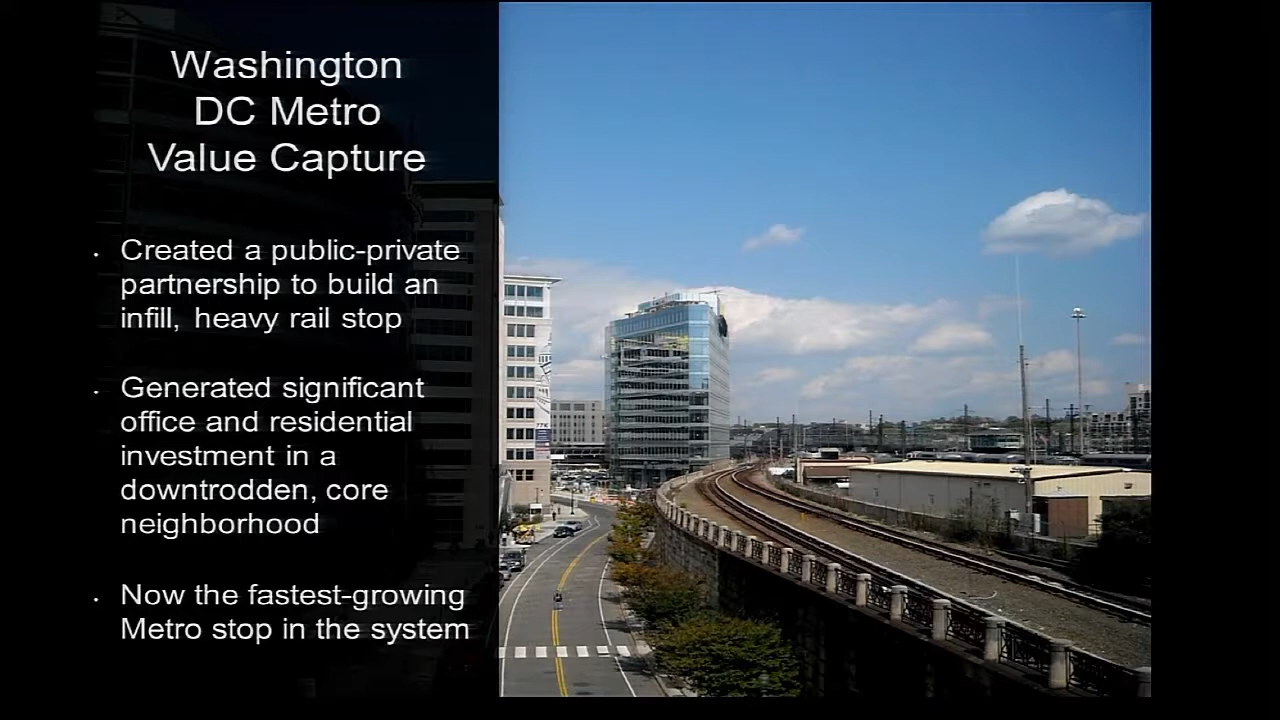 Washington
DC Metro
Value Capture
• Created a public-private
partnership to build an
infill, heavy rail stop
• Generated significant
office and residential
investment in a
downtrodden, core
neighborhood
• Now the fastest-growing
Metro stop in the system